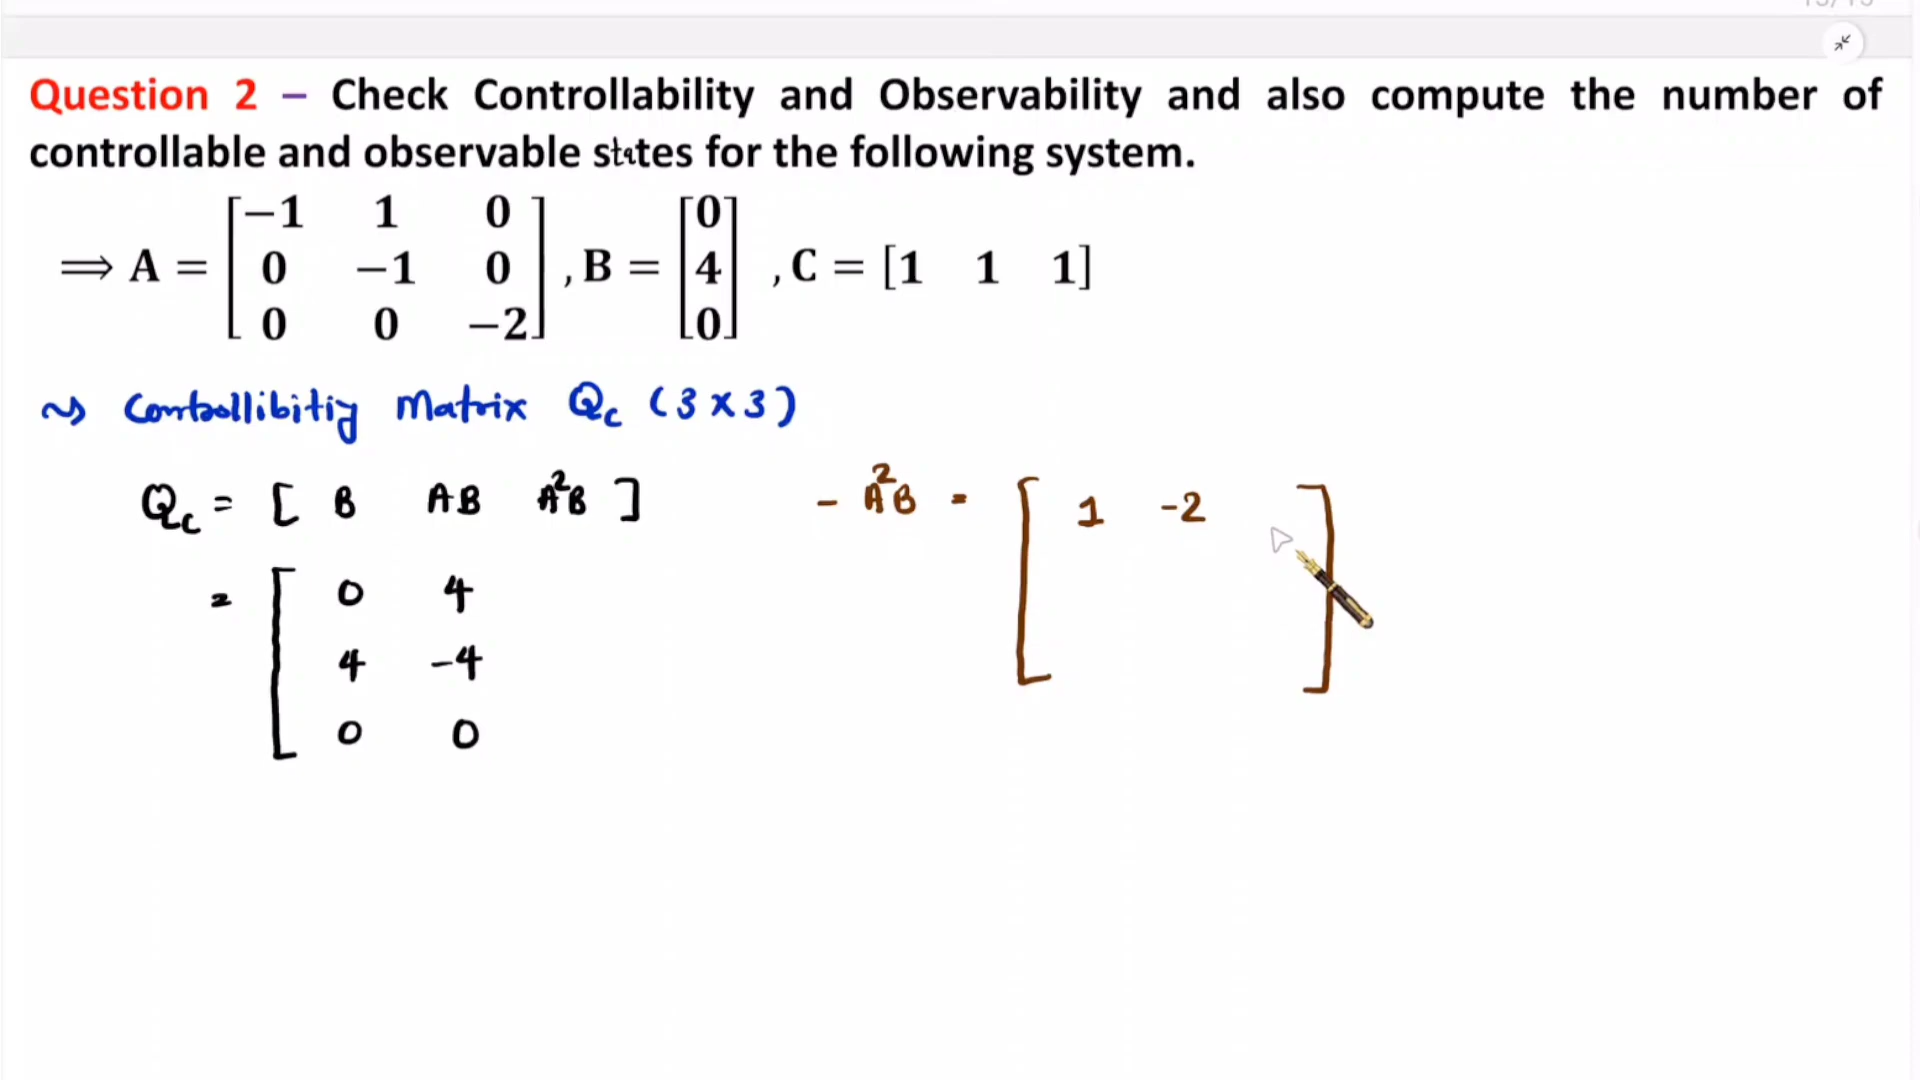 Question 2 – Check Controllability and Observability and also compute the number of
controllable and observable states for the following system.
⟹ A = [−1 1 0; 0 −1 0; 0 0 −2], B = [0; 4; 0], C = [1 1 1]
⇝ Controllibitiy Matrix Qc (3 × 3)
Qc = [ B AB A²B ]
- A²B = [ 1 -2 ]
= [ 0 4
4 -4
0 0